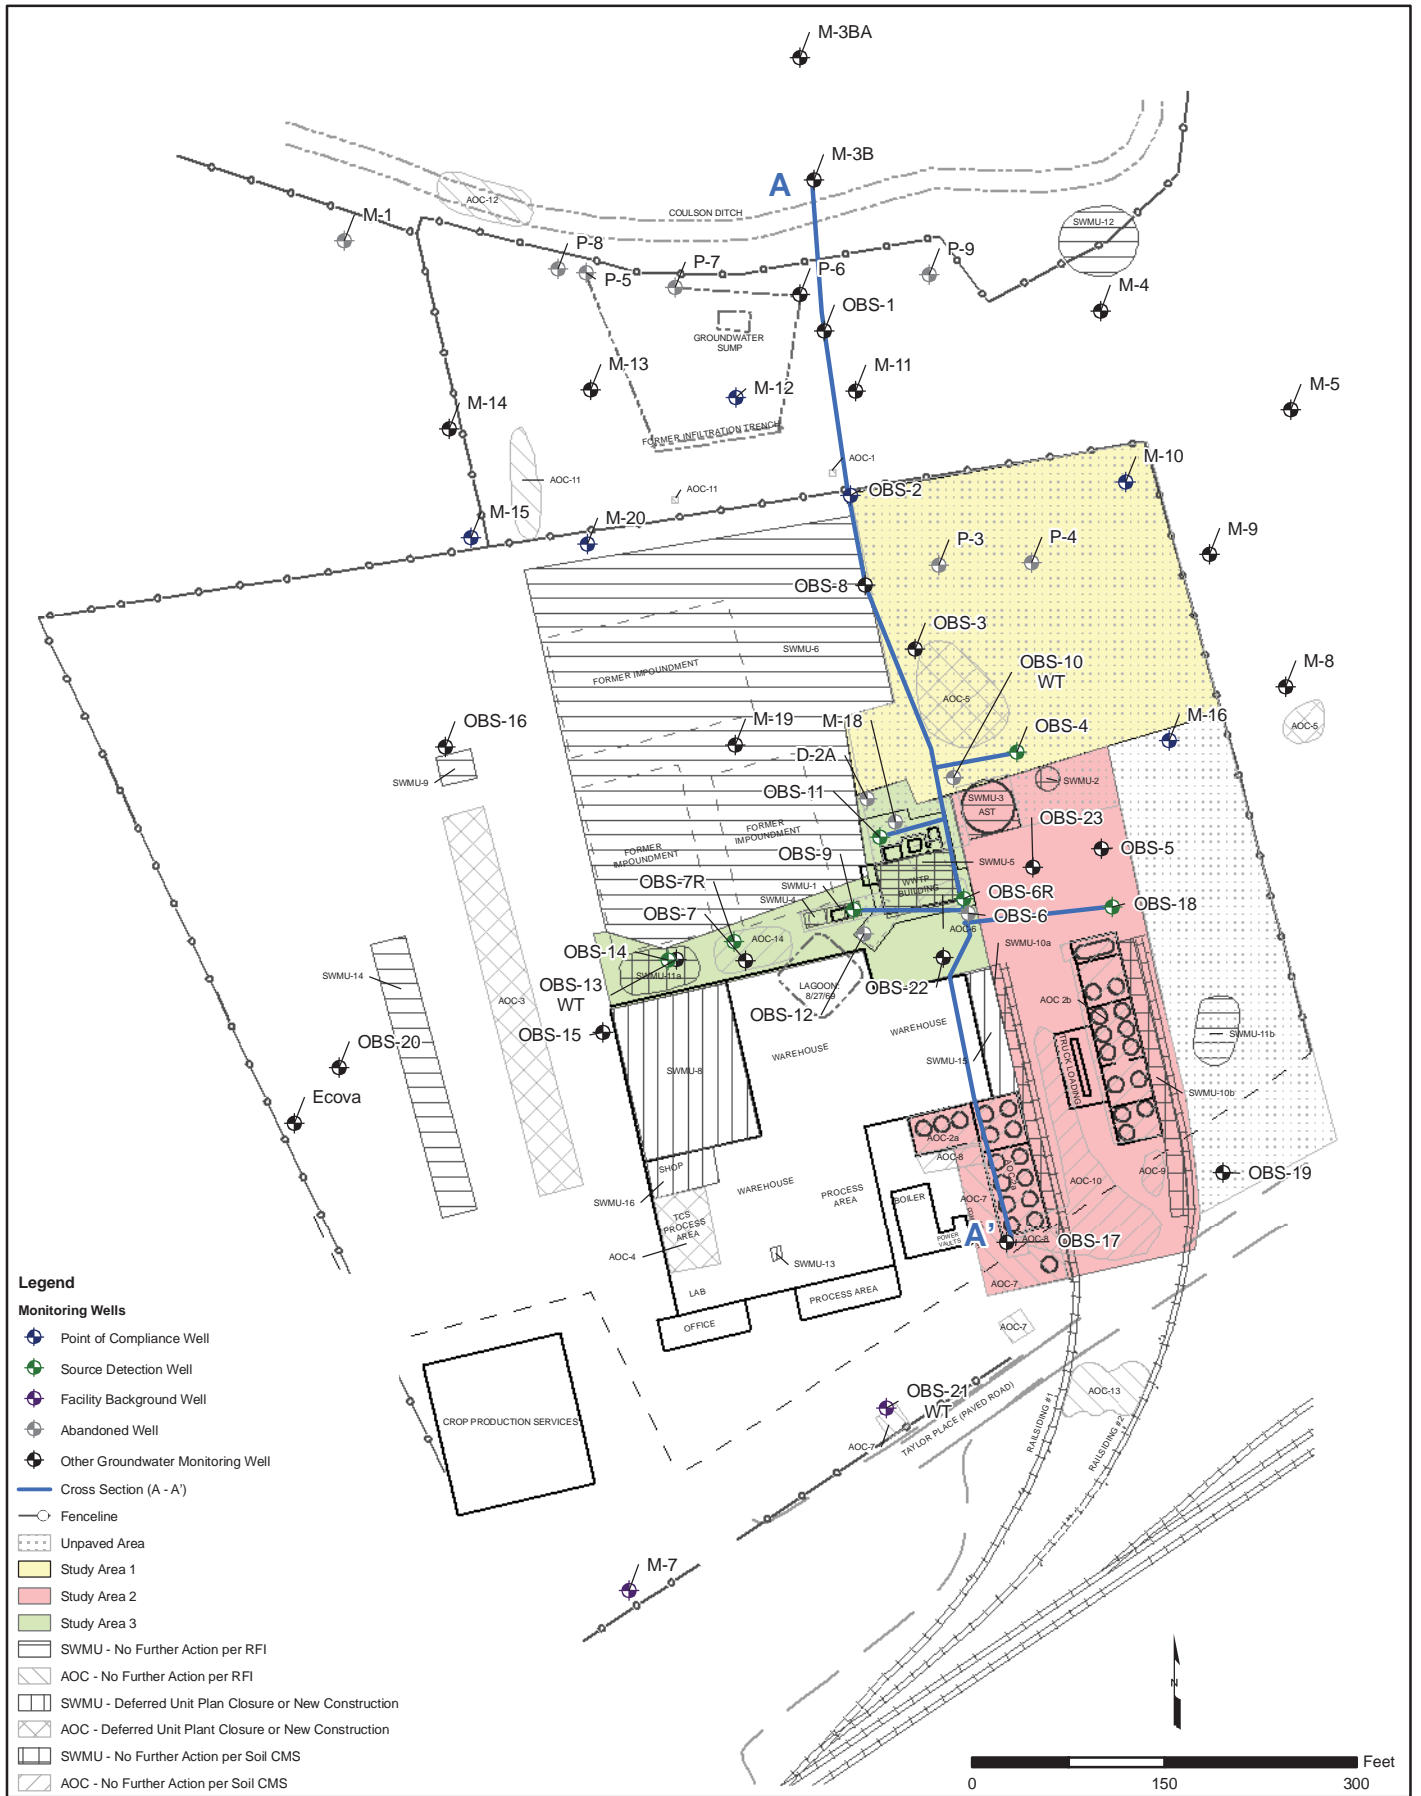 M-3BA
M-3B
A
AOC-12
COULSON DITCH
SWMU-12
M-1
P-8
P-5
P-7
P-6
P-9
M-4
OBS-1
GROUNDWATER
SUMP
M-13
M-12
M-11
M-5
M-14
FORMER INFILTRATION TRENCH
AOC-1
M-10
AOC-11
AOC-11
OBS-2
M-15
M-20
P-3
P-4
M-9
OBS-8
OBS-3
SWMU-6
FORMER IMPOUNDMENT
OBS-10
WT
M-8
AOC-5
AOC-5
OBS-16
M-19
M-18
OBS-4
M-16
D-2A
SWMU-9
SWMU-2
OBS-11
SWMU-3
AST
OBS-23
FORMER
IMPOUNDMENT
FORMER
IMPOUNDMENT
OBS-5
OBS-9
SWMU-5
OBS-7R
SWMU-1
WWTP
BUILDING
OBS-6R
SWMU-4
OBS-18
OBS-7
OBS-6
AOC-6
AOC-14
SWMU-10a
OBS-14
SWMU-14
SWMU-11a
OBS-13
WT
LAGOON:
8/27/69
OBS-22
AOC 2b
AOC-3
OBS-12
WAREHOUSE
OBS-15
SWMU-11b
OBS-20
WAREHOUSE
SWMU-15
TRUCK LOADING
SWMU-8
SWMU-10b
Ecova
AOC-2a
AOC-8
SHOP
AOC-9
OBS-19
WAREHOUSE
PROCESS
AREA
BOILER
AOC-7
AOC-10
SWMU-16
TCS
PROCESS
AREA
POWER
VAULTS
A'
AOC-8
OBS-17
AOC-4
SWMU-13
AOC-7
LAB
PROCESS AREA
OFFICE
AOC-7
AOC-13
OBS-21
WT
CROP PRODUCTION SERVICES
AOC-7
TAYLOR PLACE (PAVED ROAD)
RAILSIDING #1
RAILSIDING #2
M-7
N
Feet
0
150
300
Legend
Monitoring Wells
Point of Compliance Well
Source Detection Well
Facility Background Well
Abandoned Well
Other Groundwater Monitoring Well
Cross Section (A - A')
Fenceline
Unpaved Area
Study Area 1
Study Area 2
Study Area 3
SWMU - No Further Action per RFI
AOC - No Further Action per RFI
SWMU - Deferred Unit Plan Closure or New Construction
AOC - Deferred Unit Plant Closure or New Construction
SWMU - No Further Action per Soil CMS
AOC - No Further Action per Soil CMS